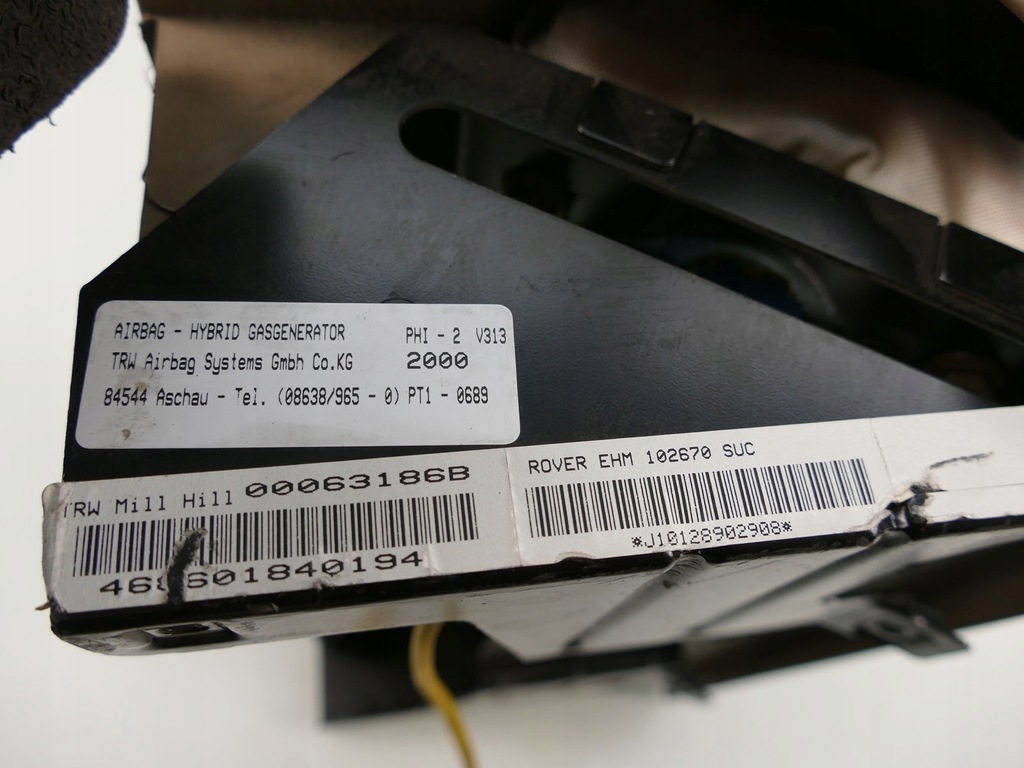 AIRBAG - HYBRID GASGENERATOR PHI - 2 V313
TRW Airbag Systems Gmbh Co.KG 2000
84544 Aschau - Tel. (08638/965 - 0) PT1 - 0689
TRW Mill Hill 00063186B
ROVER EHM 102670 SUC
*J10128902908*